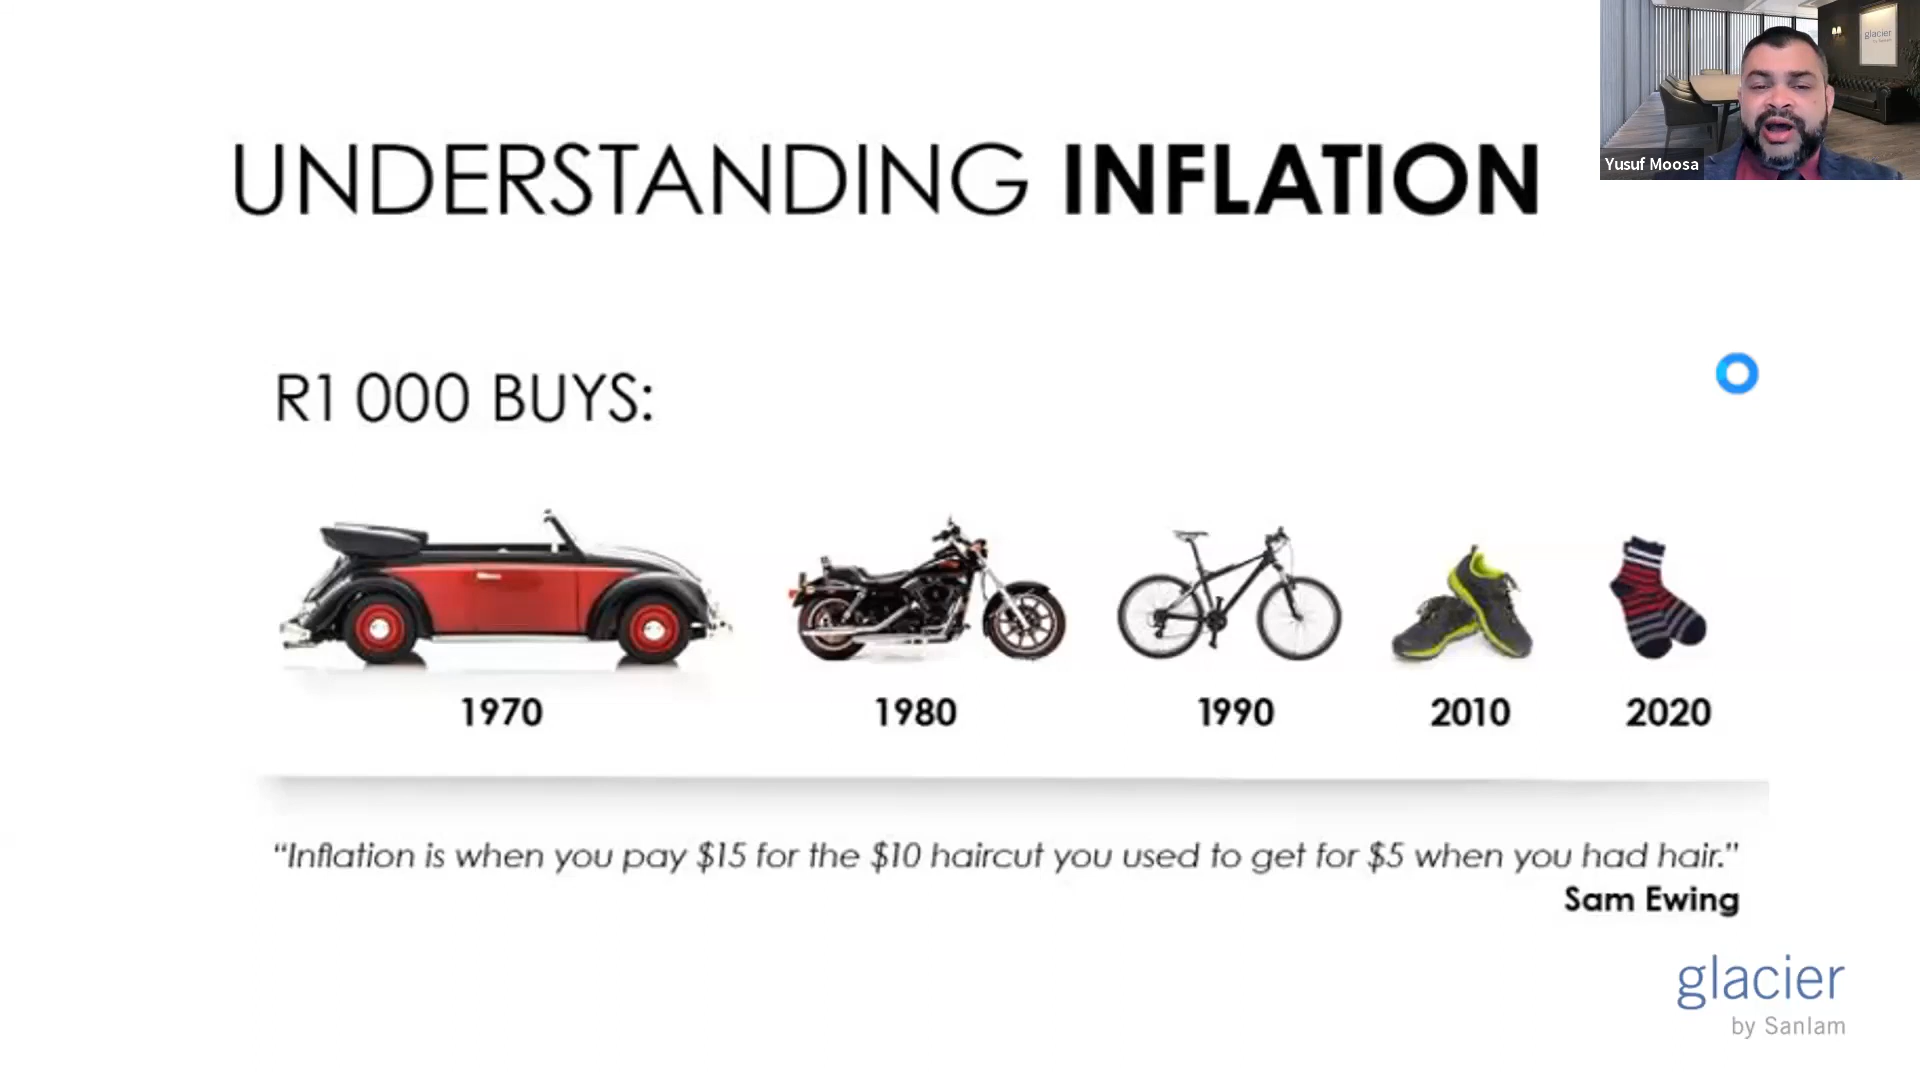 glacier
Yusuf Moosa
UNDERSTANDING INFLATION
R1 000 BUYS:
1970
1980
1990
2010
2020
“Inflation is when you pay $15 for the $10 haircut you used to get for $5 when you had hair.”
Sam Ewing
glacier
by Sanlam